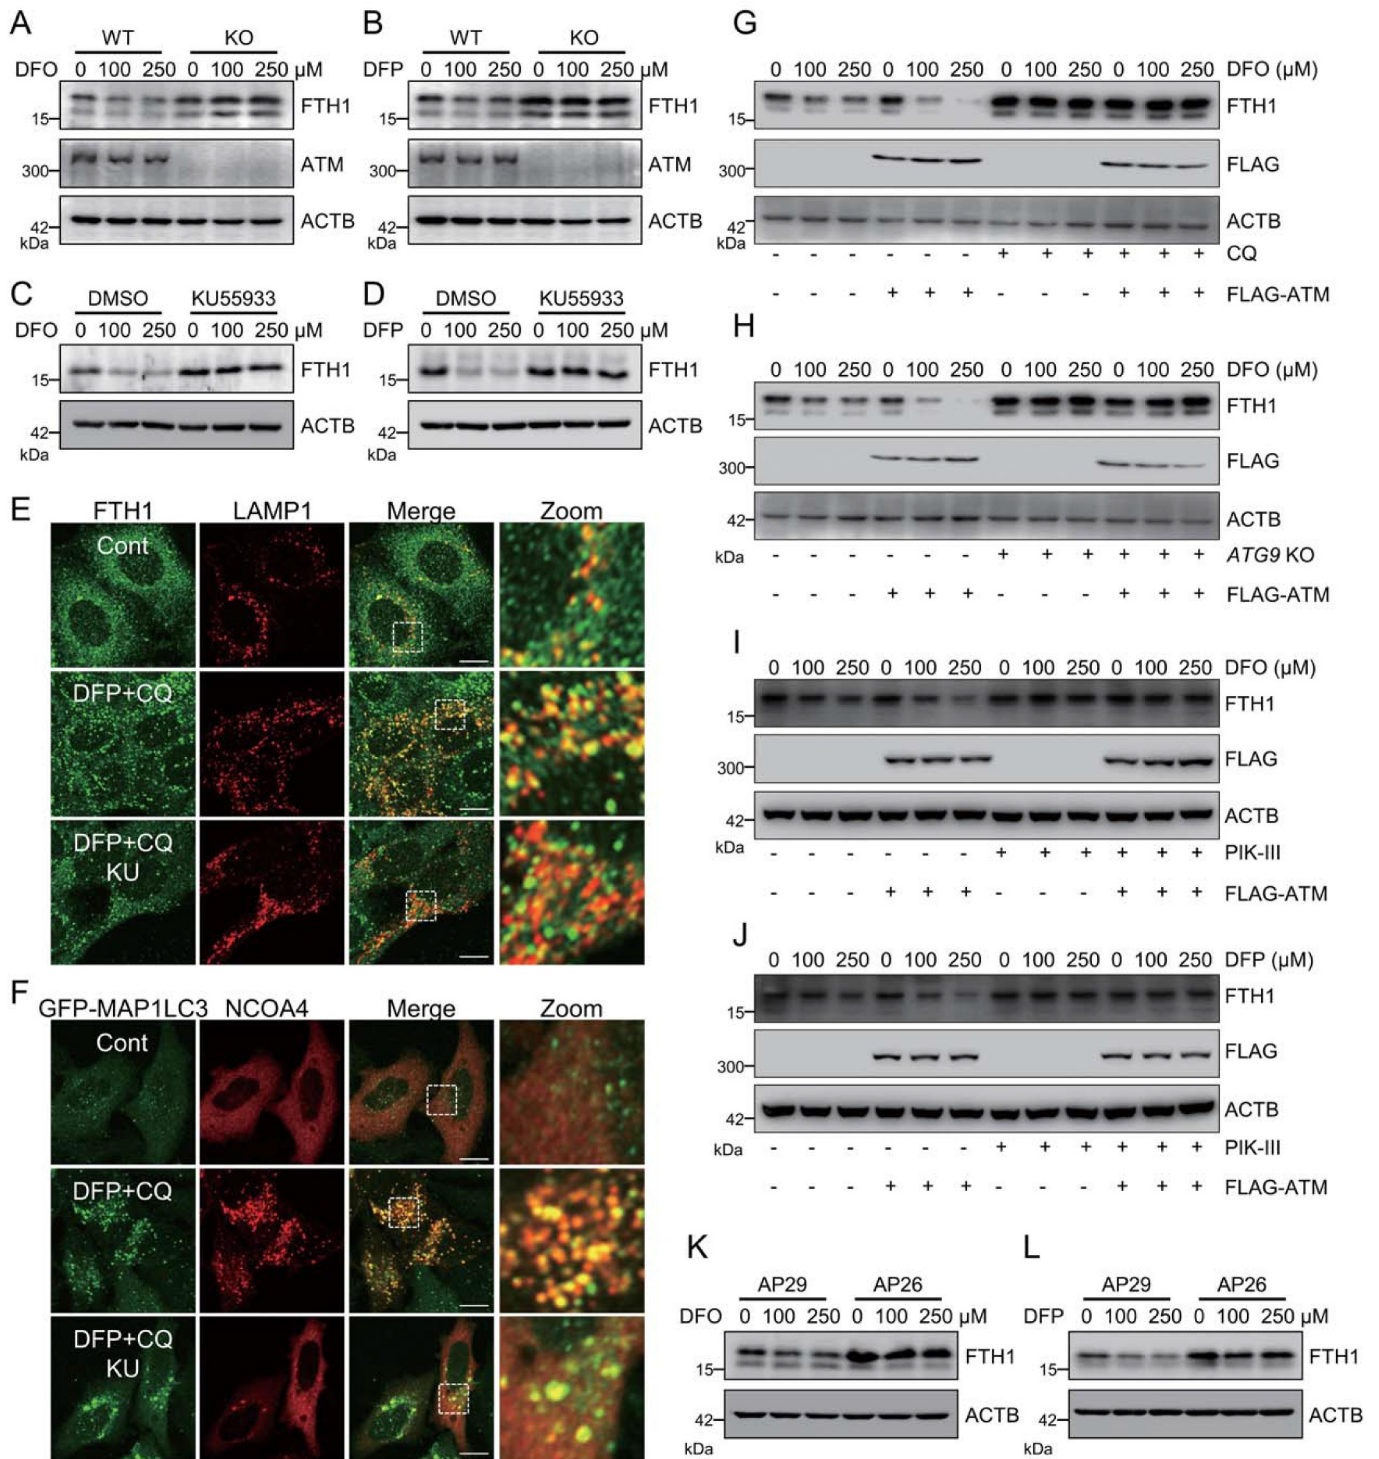 A
WT KO
DFO 0 100 250 0 100 250 µM
FTH1
15
ATM
300
ACTB
42
kDa
B
WT KO
DFP 0 100 250 0 100 250 µM
FTH1
15
ATM
300
ACTB
42
kDa
C
DMSO KU55933
DFO 0 100 250 0 100 250 µM
FTH1
15
ACTB
42
kDa
D
DMSO KU55933
DFP 0 100 250 0 100 250 µM
FTH1
15
ACTB
42
kDa
E
FTH1 LAMP1 Merge Zoom
Cont
DFP+CQ
DFP+CQ
KU
F
GFP-MAP1LC3 NCOA4 Merge Zoom
Cont
DFP+CQ
DFP+CQ
KU
G
0 100 250 0 100 250 0 100 250 0 100 250 DFO (µM)
FTH1
15
FLAG
300
ACTB
42
kDa
- - - - - - + + + + + + CQ
- - - + + + - - - + + + FLAG-ATM
H
0 100 250 0 100 250 0 100 250 0 100 250 DFO (µM)
FTH1
15
FLAG
300
ACTB
42
kDa
- - - - - - + + + + + + ATG9 KO
- - - + + + - - - + + + FLAG-ATM
I
0 100 250 0 100 250 0 100 250 0 100 250 DFO (µM)
FTH1
15
FLAG
300
ACTB
42
kDa
- - - - - - + + + + + + PIK-III
- - - + + + - - - + + + FLAG-ATM
J
0 100 250 0 100 250 0 100 250 0 100 250 DFP (µM)
FTH1
15
FLAG
300
ACTB
42
kDa
- - - - - - + + + + + + PIK-III
- - - + + + - - - + + + FLAG-ATM
K
AP29 AP26
DFO 0 100 250 0 100 250 µM
FTH1
15
ACTB
42
kDa
L
AP29 AP26
DFP 0 100 250 0 100 250 µM
FTH1
15
ACTB
42
kDa